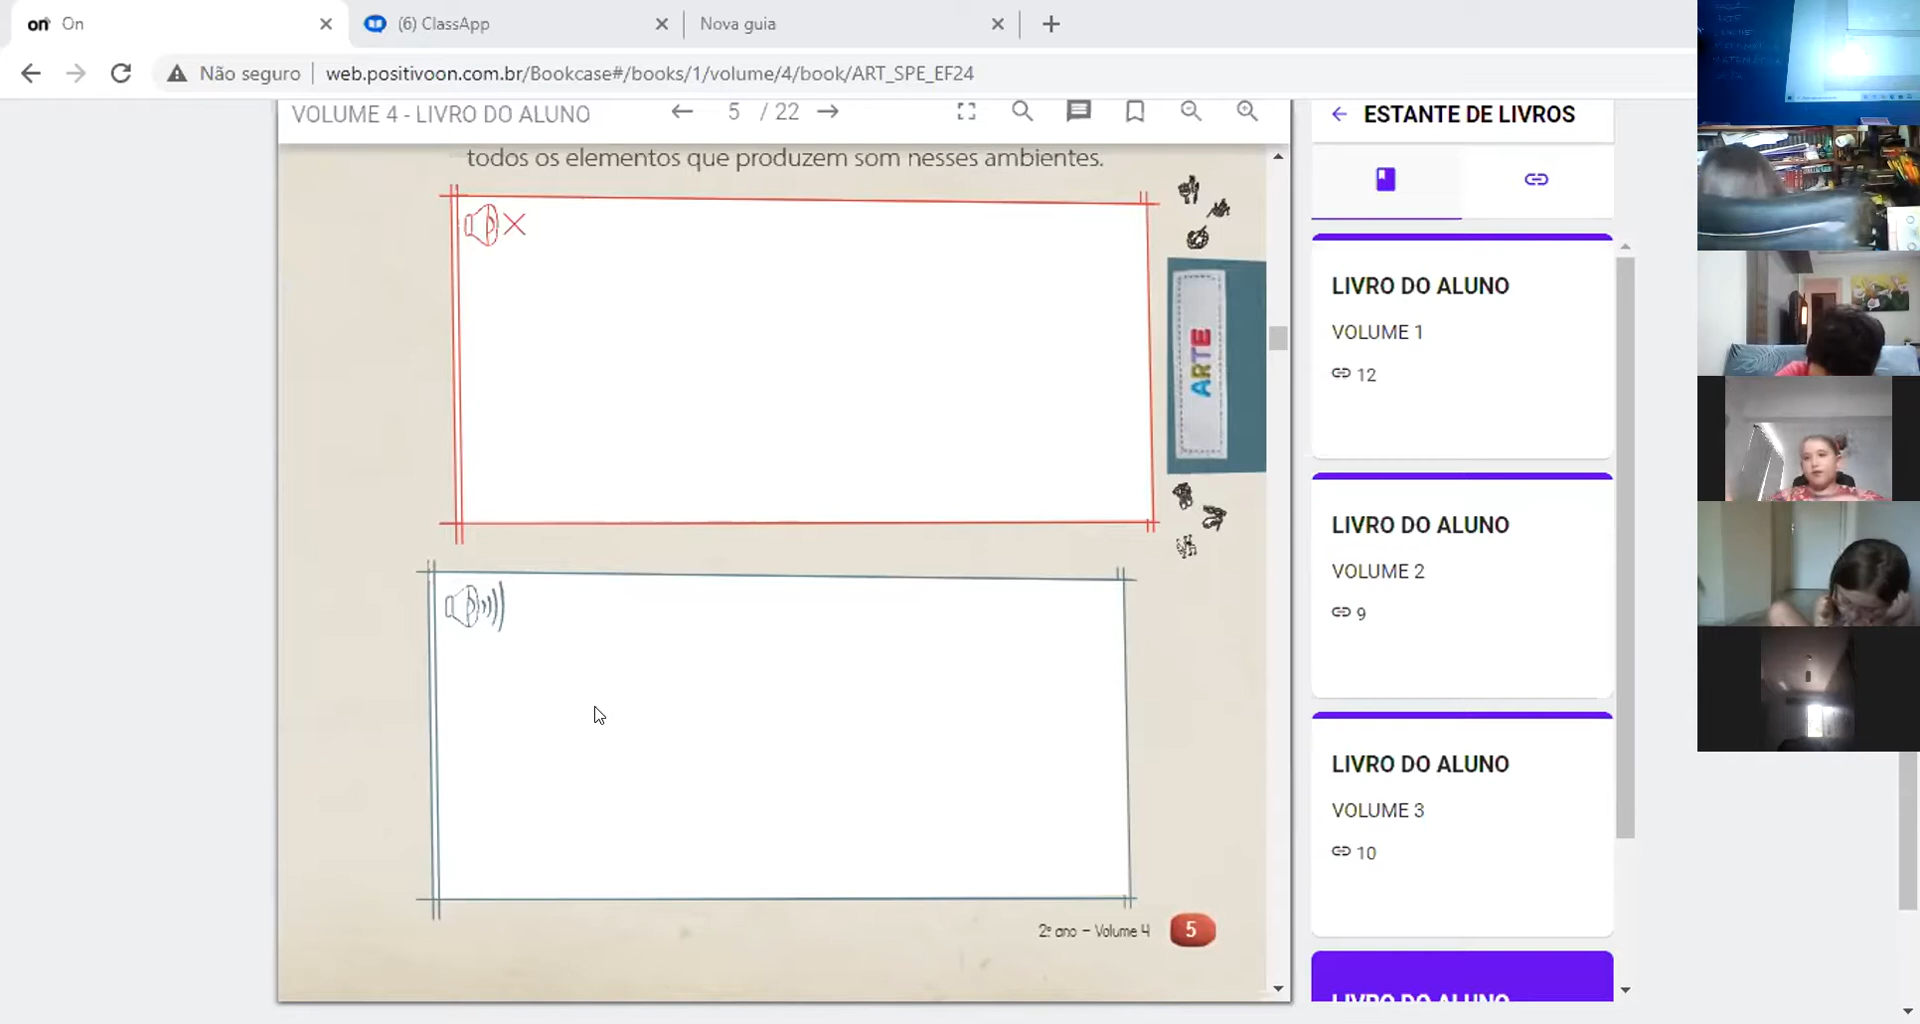 on On
(6) ClassApp
Nova guia
Não seguro
web.positivoon.com.br/Bookcase#/books/1/volume/4/book/ART_SPE_EF24
VOLUME 4 - LIVRO DO ALUNO
5 / 22
todos os elementos que produzem som nesses ambientes.
ARTE
2º ano – Volume 4
5
ESTANTE DE LIVROS
LIVRO DO ALUNO
VOLUME 1
12
LIVRO DO ALUNO
VOLUME 2
9
LIVRO DO ALUNO
VOLUME 3
10
LIVRO DO ALUNO